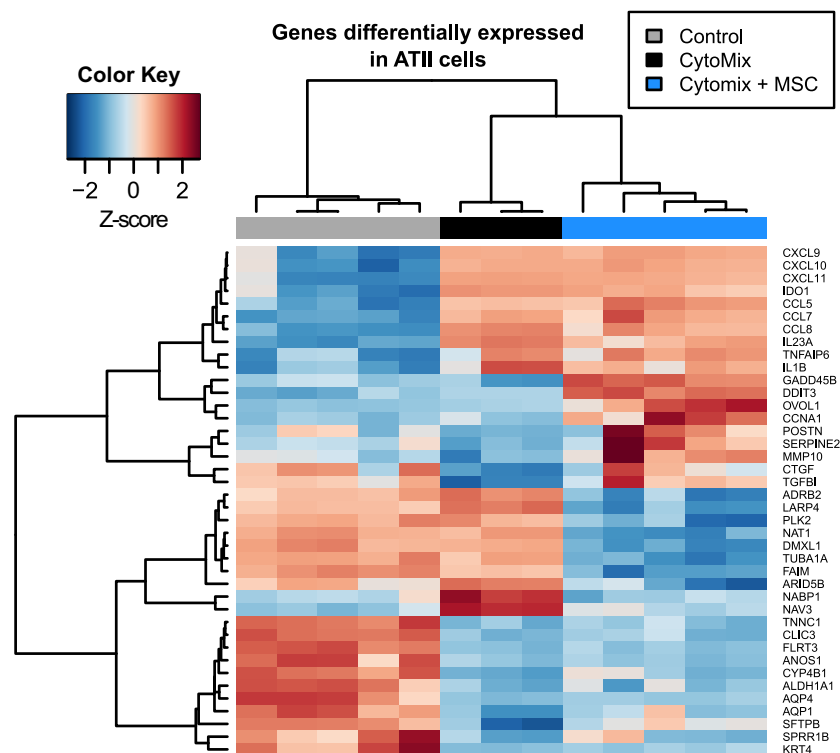 Genes differentially expressed
in ATII cells
Control
CytoMix
Cytomix + MSC
Color Key
−2 0 2
Z-score
CXCL9
CXCL10
CXCL11
IDO1
CCL5
CCL7
CCL8
IL23A
TNFAIP6
IL1B
GADD45B
DDIT3
OVOL1
CCNA1
POSTN
SERPINE2
MMP10
CTGF
TGFBI
ADRB2
LARP4
PLK2
NAT1
DMXL1
TUBA1A
FAIM
ARID5B
NABP1
NAV3
TNNC1
CLIC3
FLRT3
ANOS1
CYP4B1
ALDH1A1
AQP4
AQP1
SFTPB
SPRR1B
KRT4